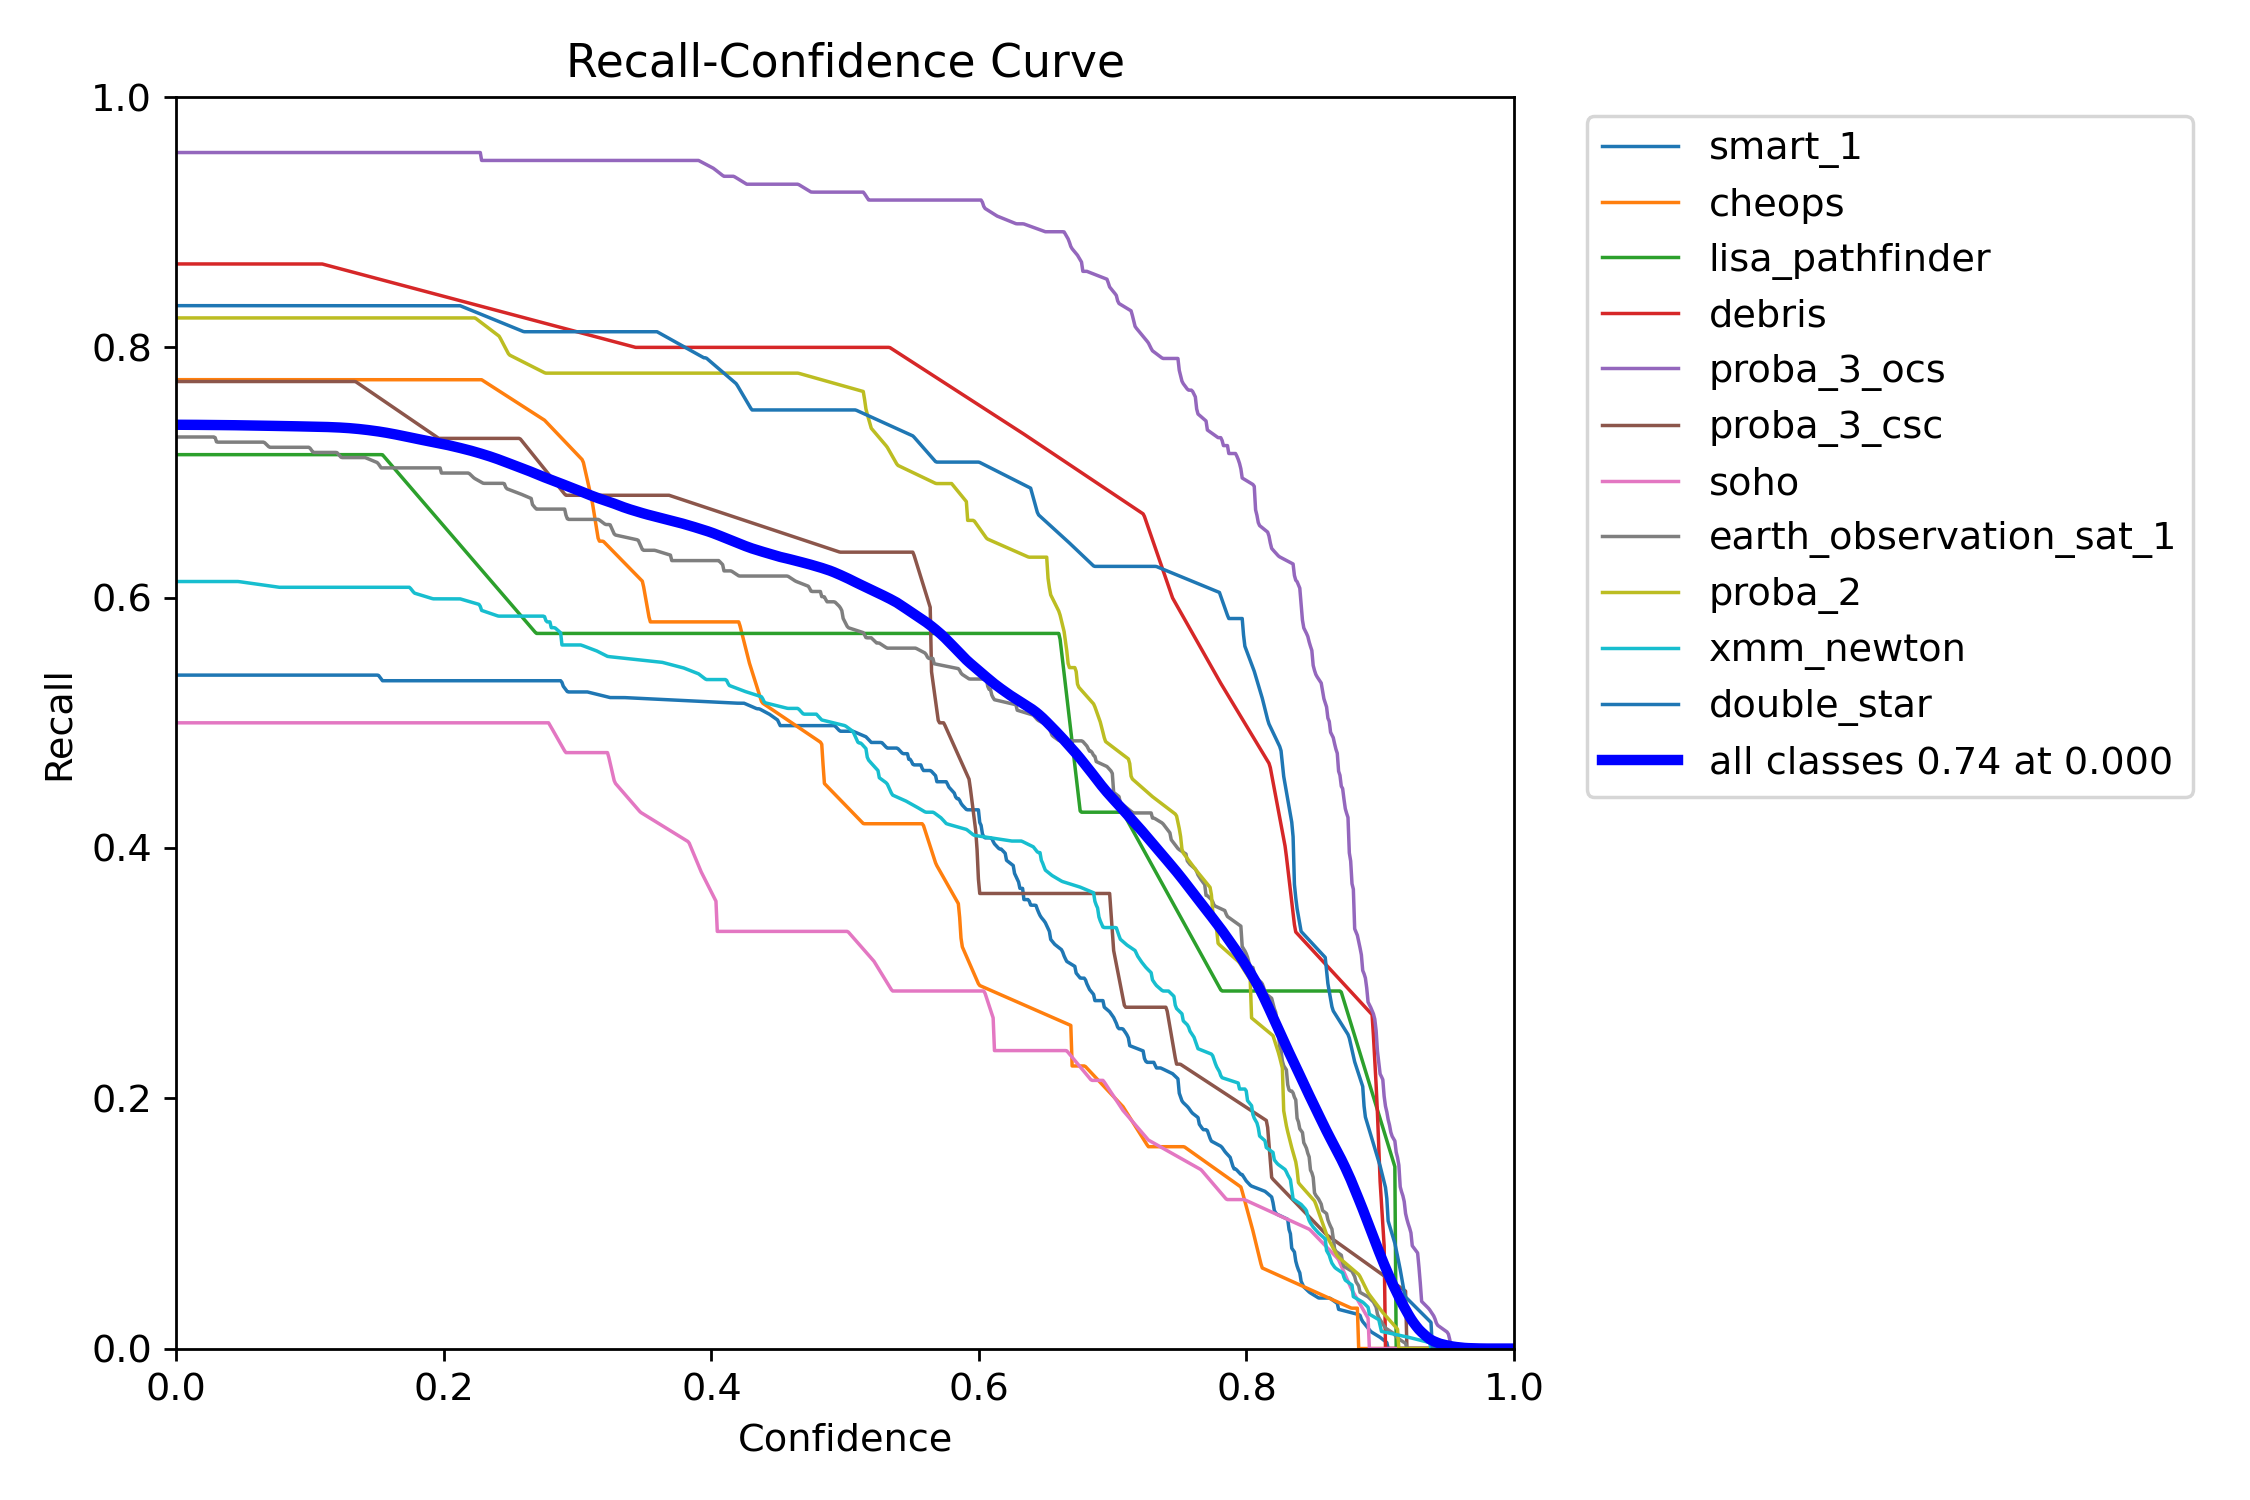 Recall-Confidence Curve
1.0
0.8
0.6
0.4
0.2
0.0
Recall
0.0 0.2 0.4 0.6 0.8 1.0
Confidence
smart_1
cheops
lisa_pathfinder
debris
proba_3_ocs
proba_3_csc
soho
earth_observation_sat_1
proba_2
xmm_newton
double_star
all classes 0.74 at 0.000